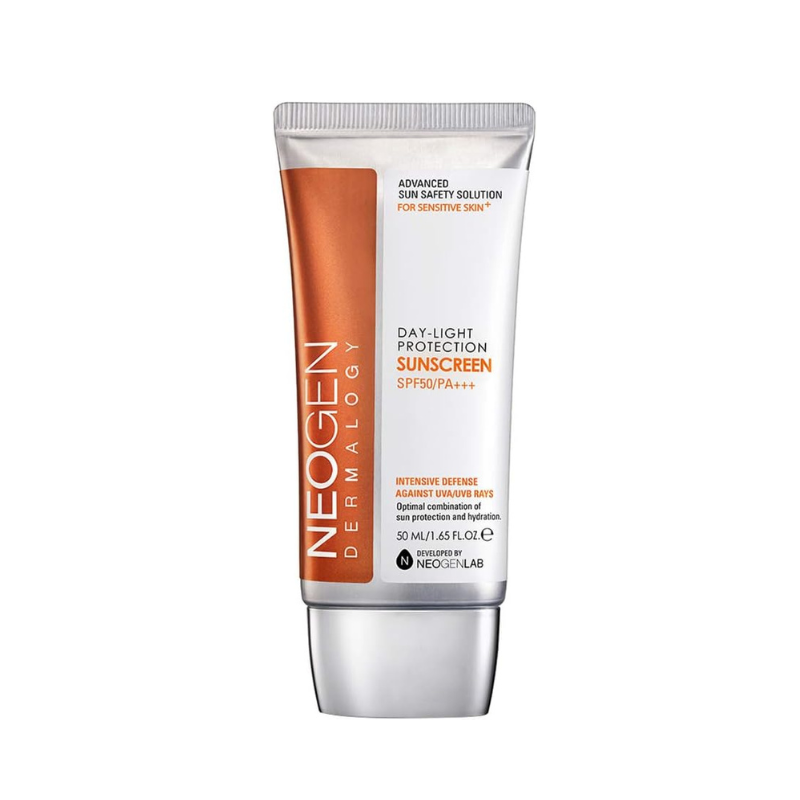 ADVANCED
SUN SAFETY SOLUTION
FOR SENSITIVE SKIN+
DAY-LIGHT
PROTECTION
SUNSCREEN
SPF50/PA+++
NEOGEN
DERMALOGY
INTENSIVE DEFENSE
AGAINST UVA/UVB RAYS
Optimal combination of
sun protection and hydration.
50 ML/1.65 FL.OZ.℮
N
DEVELOPED BY
NEOGENLAB